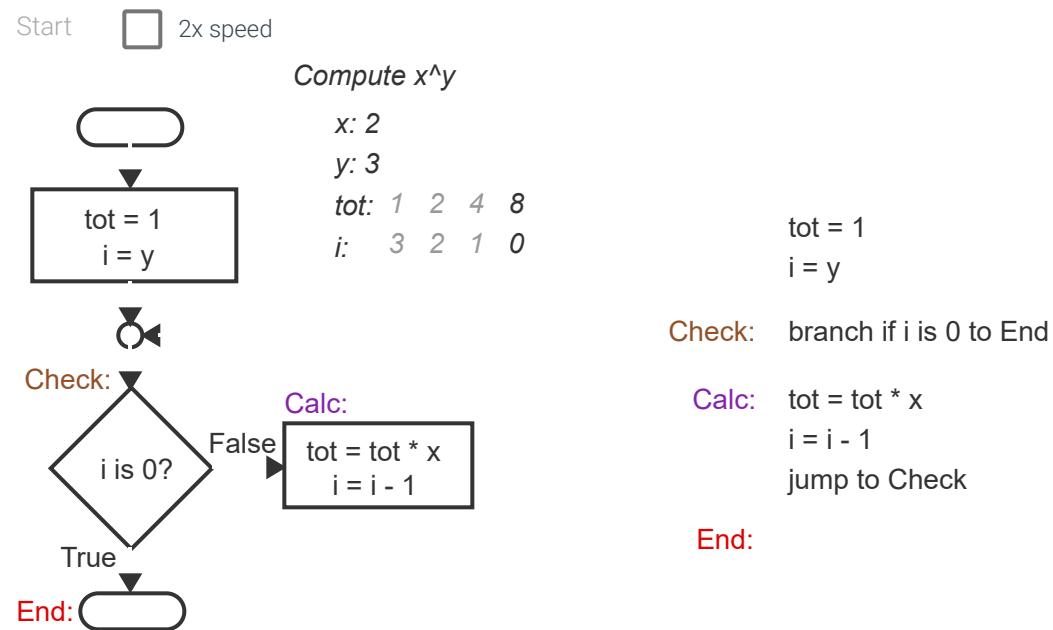 Start
2x speed
Compute x^y
x: 2
y: 3
tot: 1 2 4 8
i: 3 2 1 0
tot = 1
i = y
Check:
i is 0?
False
True
Calc:
tot = tot * x
i = i - 1
End:
tot = 1
i = y
Check: branch if i is 0 to End
Calc: tot = tot * x
i = i - 1
jump to Check
End: